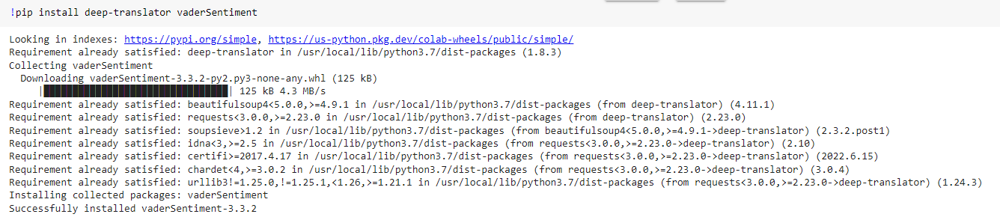 !pip install deep-translator vaderSentiment
Looking in indexes: https://pypi.org/simple, https://us-python.pkg.dev/colab-wheels/public/simple/
Requirement already satisfied: deep-translator in /usr/local/lib/python3.7/dist-packages (1.8.3)
Collecting vaderSentiment
Downloading vaderSentiment-3.3.2-py2.py3-none-any.whl (125 kB)
|████████████████████████████████| 125 kB 4.3 MB/s
Requirement already satisfied: beautifulsoup4<5.0.0,>=4.9.1 in /usr/local/lib/python3.7/dist-packages (from deep-translator) (4.11.1)
Requirement already satisfied: requests<3.0.0,>=2.23.0 in /usr/local/lib/python3.7/dist-packages (from deep-translator) (2.23.0)
Requirement already satisfied: soupsieve>1.2 in /usr/local/lib/python3.7/dist-packages (from beautifulsoup4<5.0.0,>=4.9.1->deep-translator) (2.3.2.post1)
Requirement already satisfied: idna<3,>=2.5 in /usr/local/lib/python3.7/dist-packages (from requests<3.0.0,>=2.23.0->deep-translator) (2.10)
Requirement already satisfied: certifi>=2017.4.17 in /usr/local/lib/python3.7/dist-packages (from requests<3.0.0,>=2.23.0->deep-translator) (2022.6.15)
Requirement already satisfied: chardet<4,>=3.0.2 in /usr/local/lib/python3.7/dist-packages (from requests<3.0.0,>=2.23.0->deep-translator) (3.0.4)
Requirement already satisfied: urllib3!=1.25.0,!=1.25.1,<1.26,>=1.21.1 in /usr/local/lib/python3.7/dist-packages (from requests<3.0.0,>=2.23.0->deep-translator) (1.24.3)
Installing collected packages: vaderSentiment
Successfully installed vaderSentiment-3.3.2